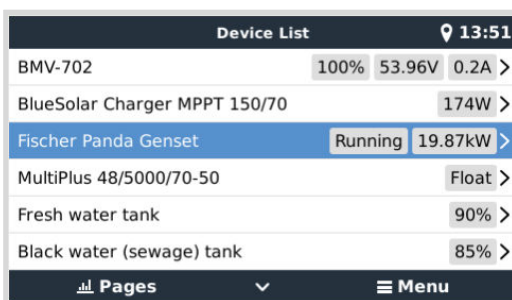 Device List 13:51
BMV-702 100% 53.96V 0.2A
BlueSolar Charger MPPT 150/70 174W
Fischer Panda Genset Running 19.87kW
MultiPlus 48/5000/70-50 Float
Fresh water tank 90%
Black water (sewage) tank 85%
Pages Menu